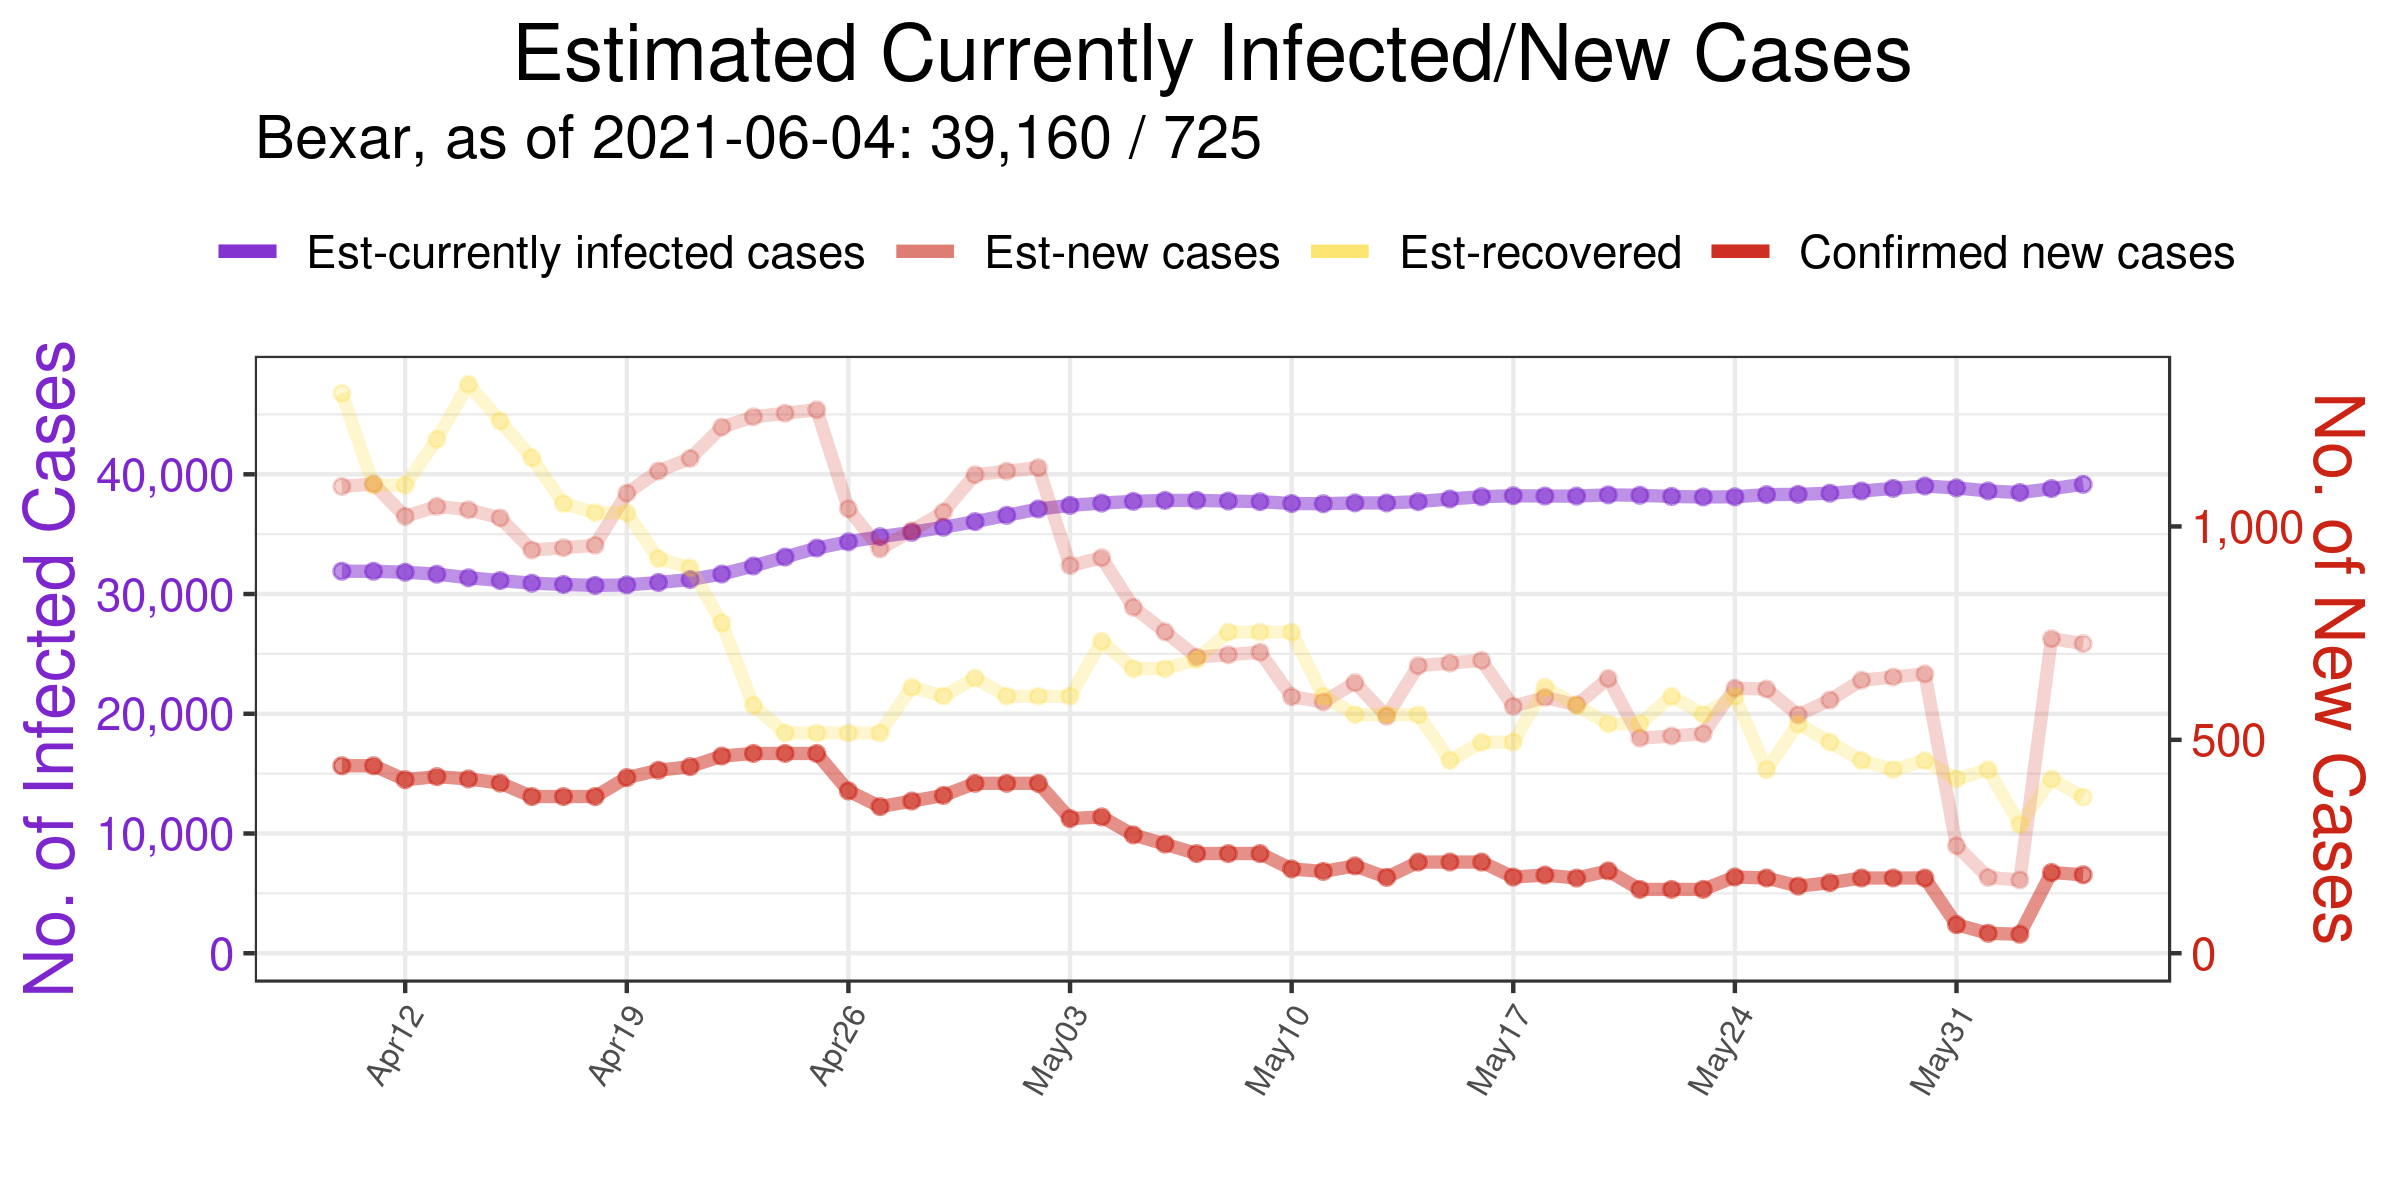 Estimated Currently Infected/New Cases
Bexar, as of 2021-06-04: 39,160 / 725
Est-currently infected cases Est-new cases Est-recovered Confirmed new cases
No. of Infected Cases
40,000
30,000
20,000
10,000
0
1,000
500
0
No. of New Cases
Apr12 Apr19 Apr26 May03 May10 May17 May24 May31